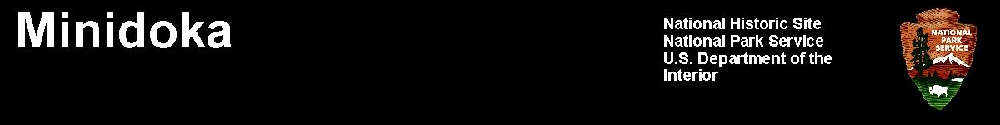 Minidoka
National Historic Site
National Park Service
U.S. Department of the
Interior
NATIONAL
PARK
SERVICE